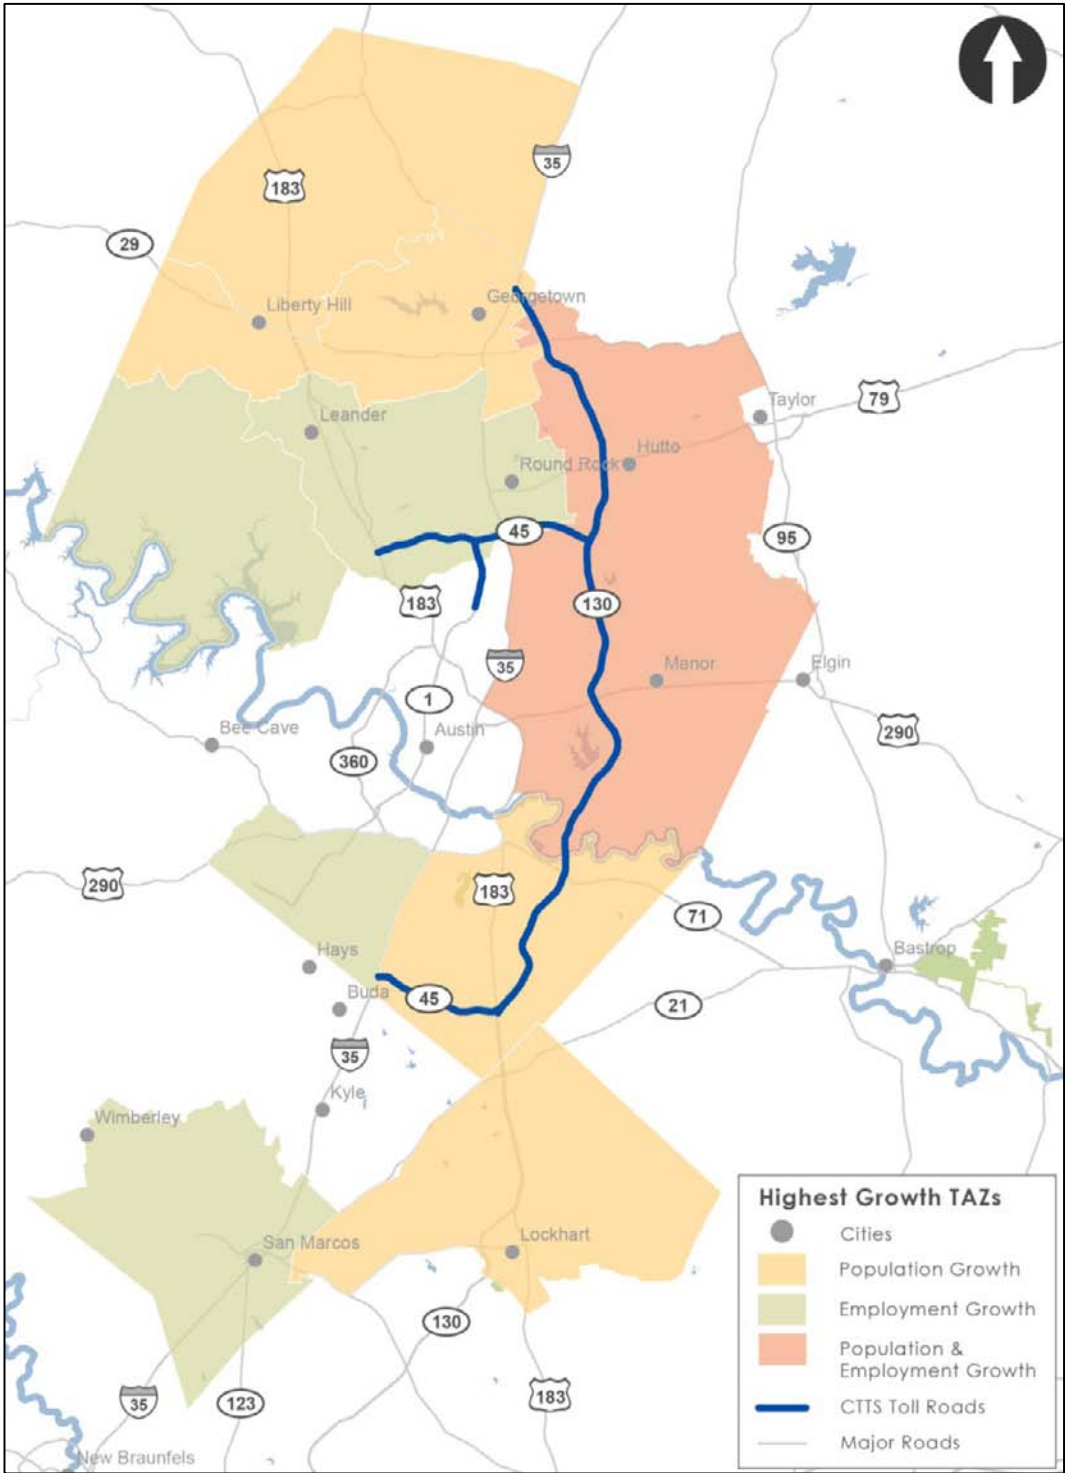 35
183
29
Georgetown
Liberty Hill
Taylor
79
Leander
Hutto
Round Rock
45
95
183
130
35
Manor
Elgin
1
Bee Cave
Austin
290
360
290
183
71
Hays
Bastrop
45
Buda
21
35
Kyle
Wimberley
San Marcos
Lockhart
130
35
123
183
New Braunfels
Highest Growth TAZs
Cities
Population Growth
Employment Growth
Population &
Employment Growth
CTTS Toll Roads
Major Roads